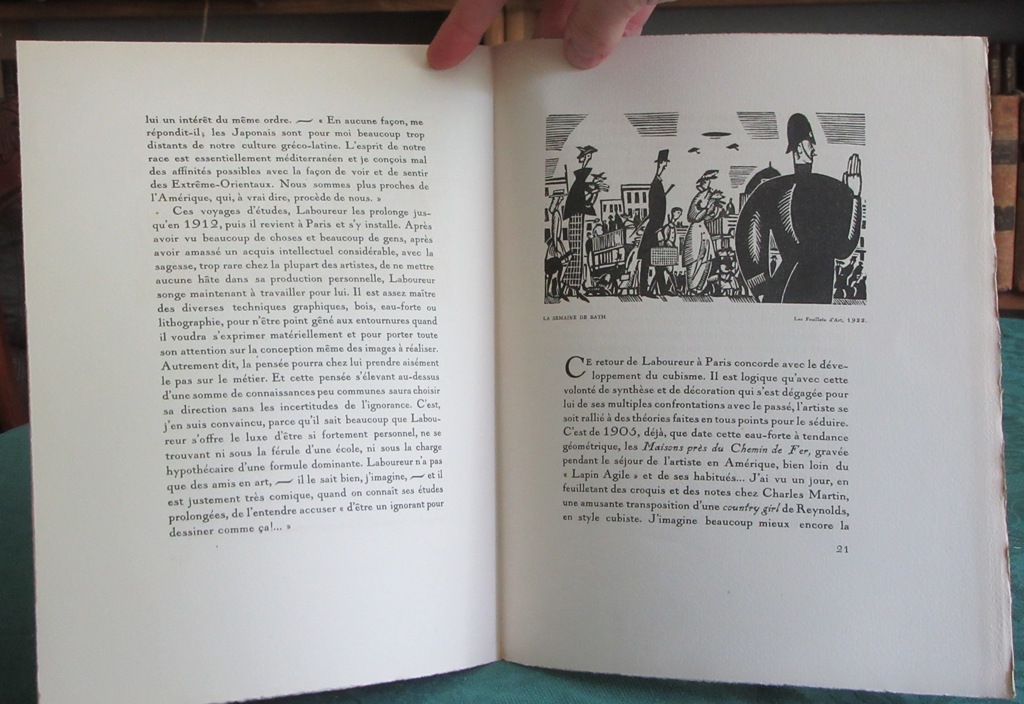 lui un intérêt du même ordre. — « En aucune façon, me
répondit-il; les Japonais sont pour moi beaucoup trop
distants de notre culture gréco-latine. L'esprit de notre
race est essentiellement méditerranéen et je conçois mal
des affinités possibles avec la façon de voir et de sentir
des Extrême-Orientaux. Nous sommes plus proches de
l'Amérique, qui, à vrai dire, procède de nous. »
Ces voyages d'études, Laboureur les prolonge jus-
qu'en 1912, puis il revient à Paris et s'y installe. Après
avoir vu beaucoup de choses et beaucoup de gens, après
avoir amassé un acquis intellectuel considérable, avec la
sagesse, trop rare chez la plupart des artistes, de ne mettre
aucune hâte dans sa production personnelle, Laboureur
songe maintenant à travailler pour lui. Il est assez maître
des diverses techniques graphiques, bois, eau-forte ou
lithographie, pour n'être point gêné aux entournures quand
il voudra s'exprimer matériellement et pour porter toute
son attention sur la conception même des images à réaliser.
Autrement dit, la pensée pourra chez lui prendre aisément
le pas sur le métier. Et cette pensée s'élevant au-dessus
d'une somme de connaissances peu communes saura choisir
sa direction sans les incertitudes de l'ignorance. C'est,
j'en suis convaincu, parce qu'il sait beaucoup que Labou-
reur s'offre le luxe d'être si fortement personnel, ne se
trouvant ni sous la férule d'une école, ni sous la charge
hypothécaire d'une formule dominante. Laboureur n'a pas
que des amis en art, — il le sait bien, j'imagine, — et il
est justement très comique, quand on connaît ses études
prolongées, de l'entendre accuser « d'être un ignorant pour
dessiner comme ça!... »
LA SEMAINE DE BATH
Les Feuillets d'Art, 1922.
CE retour de Laboureur à Paris concorde avec le déve-
loppement du cubisme. Il est logique qu'avec cette
volonté de synthèse et de décoration qui s'est dégagée pour
lui de ses multiples confrontations avec le passé, l'artiste se
soit rallié à des théories faites en tous points pour le séduire.
C'est de 1905, déjà, que date cette eau-forte à tendance
géométrique, les Maisons près du Chemin de Fer, gravée
pendant le séjour de l'artiste en Amérique, bien loin du
« Lapin Agile » et de ses habitués... J'ai vu un jour, en
feuilletant des croquis et des notes chez Charles Martin,
une amusante transposition d'une country girl de Reynolds,
en style cubiste. J'imagine beaucoup mieux encore la
21